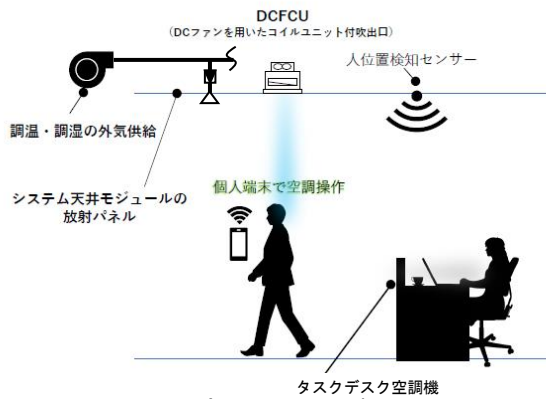 DCFCU
(DCファンを用いたコイルユニット付吹出口)
人位置検知センサー
調温・調湿の外気供給
システム天井モジュールの
放射パネル
個人端末で空調操作
タスクデスク空調機